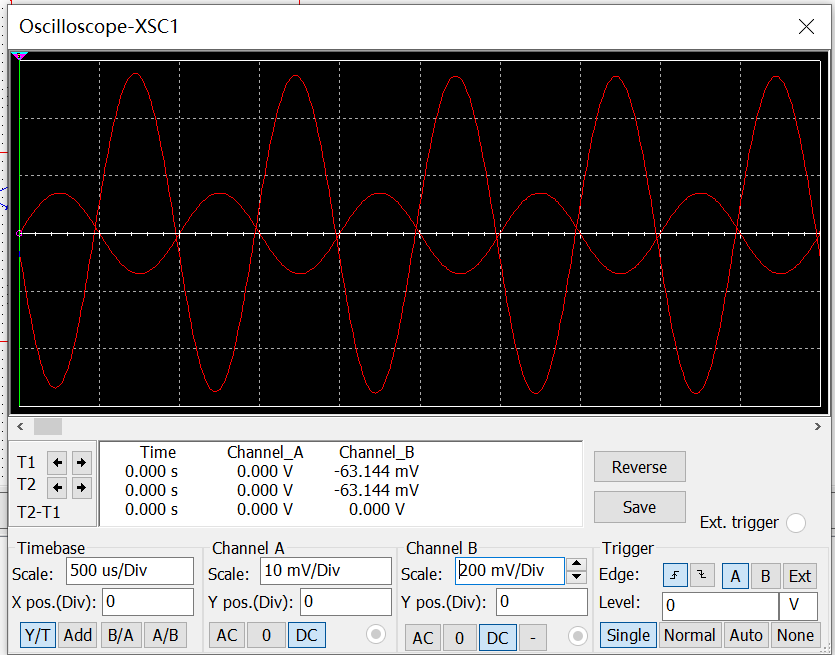 Oscilloscope-XSC1
Time Channel_A Channel_B
T1 0.000 s 0.000 V -63.144 mV
T2 0.000 s 0.000 V -63.144 mV
T2-T1 0.000 s 0.000 V 0.000 V
Reverse
Save
Ext. trigger
Timebase
Scale: 500 us/Div
X pos.(Div): 0
Y/T Add B/A A/B
Channel A
Scale: 10 mV/Div
Y pos.(Div): 0
AC 0 DC
Channel B
Scale: 200 mV/Div
Y pos.(Div): 0
AC 0 DC -
Trigger
Edge: A B Ext
Level: 0 V
Single Normal Auto None